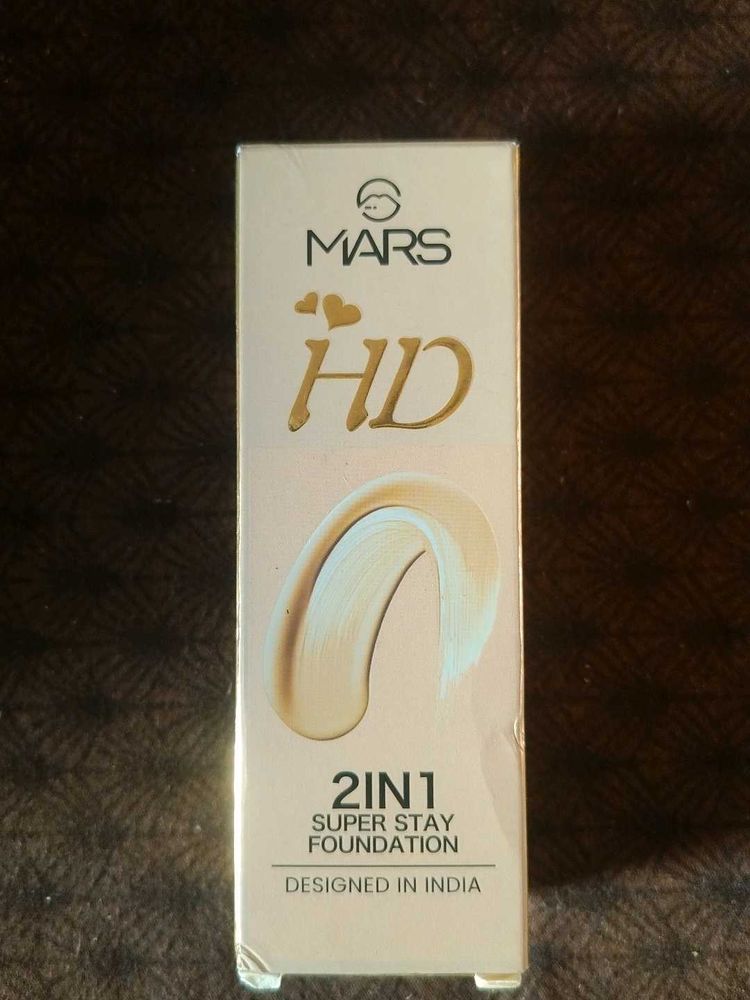 MARS
HD
2IN1
SUPER STAY
FOUNDATION
DESIGNED IN INDIA